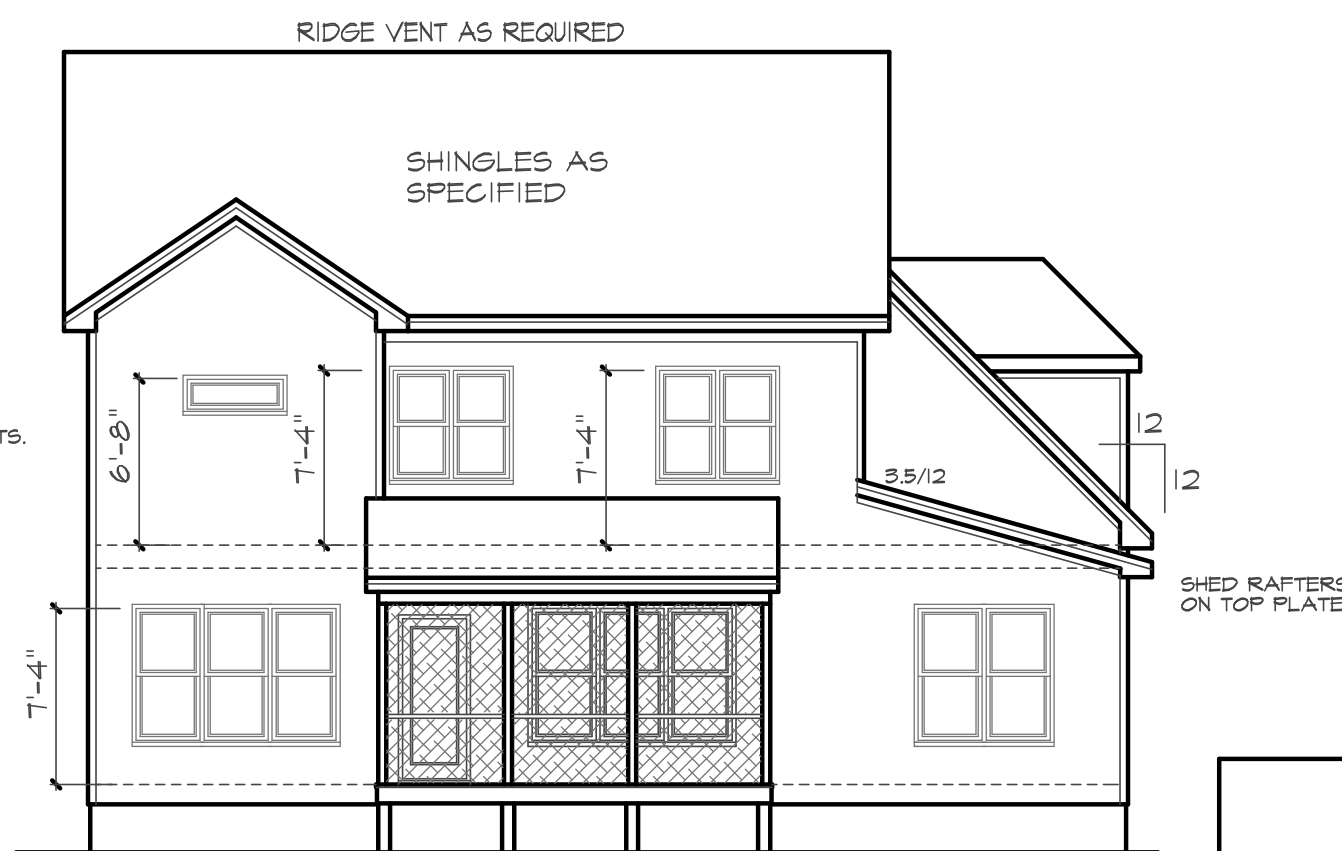 RIDGE VENT AS REQUIRED
SHINGLES AS
SPECIFIED
TS.
6'-8"
7'-4"
7'-4"
3.5/12
12
12
SHED RAFTERS
ON TOP PLATE
7'-4"